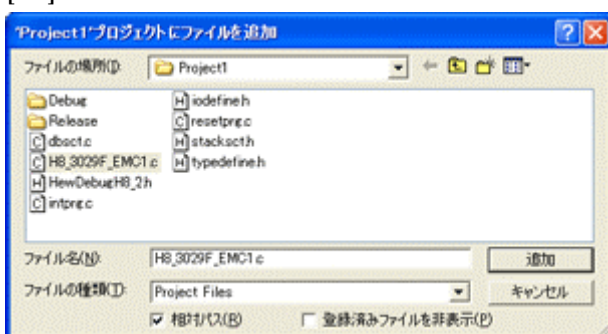 'Project1'プロジェクトにファイルを追加
ファイルの場所(I):
Project1
Debug
Release
dbsct.c
H8_3029F_EMC1.c
HewDebugH8_2.h
intprg.c
iodefine.h
resetprg.c
stacksct.h
typedefine.h
ファイル名(N):
H8_3029F_EMC1.c
追加
ファイルの種類(T):
Project Files
キャンセル
相対パス(R)
登録済みファイルを非表示(P)